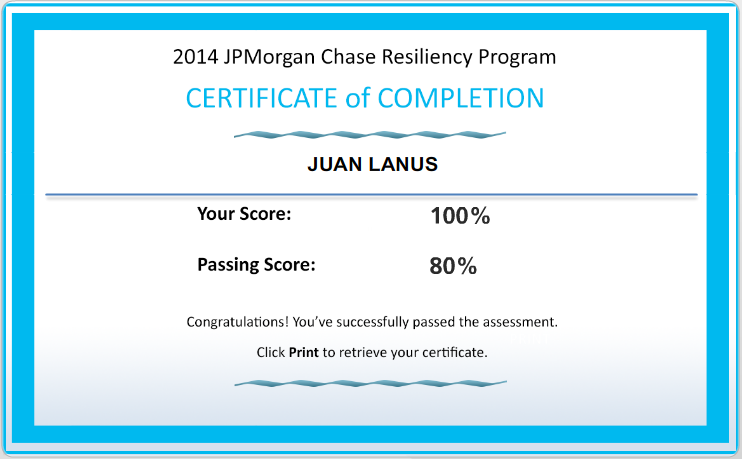 2014 JPMorgan Chase Resiliency Program
CERTIFICATE of COMPLETION
JUAN LANUS
Your Score: 100%
Passing Score: 80%
Congratulations! You’ve successfully passed the assessment.
Click Print to retrieve your certificate.